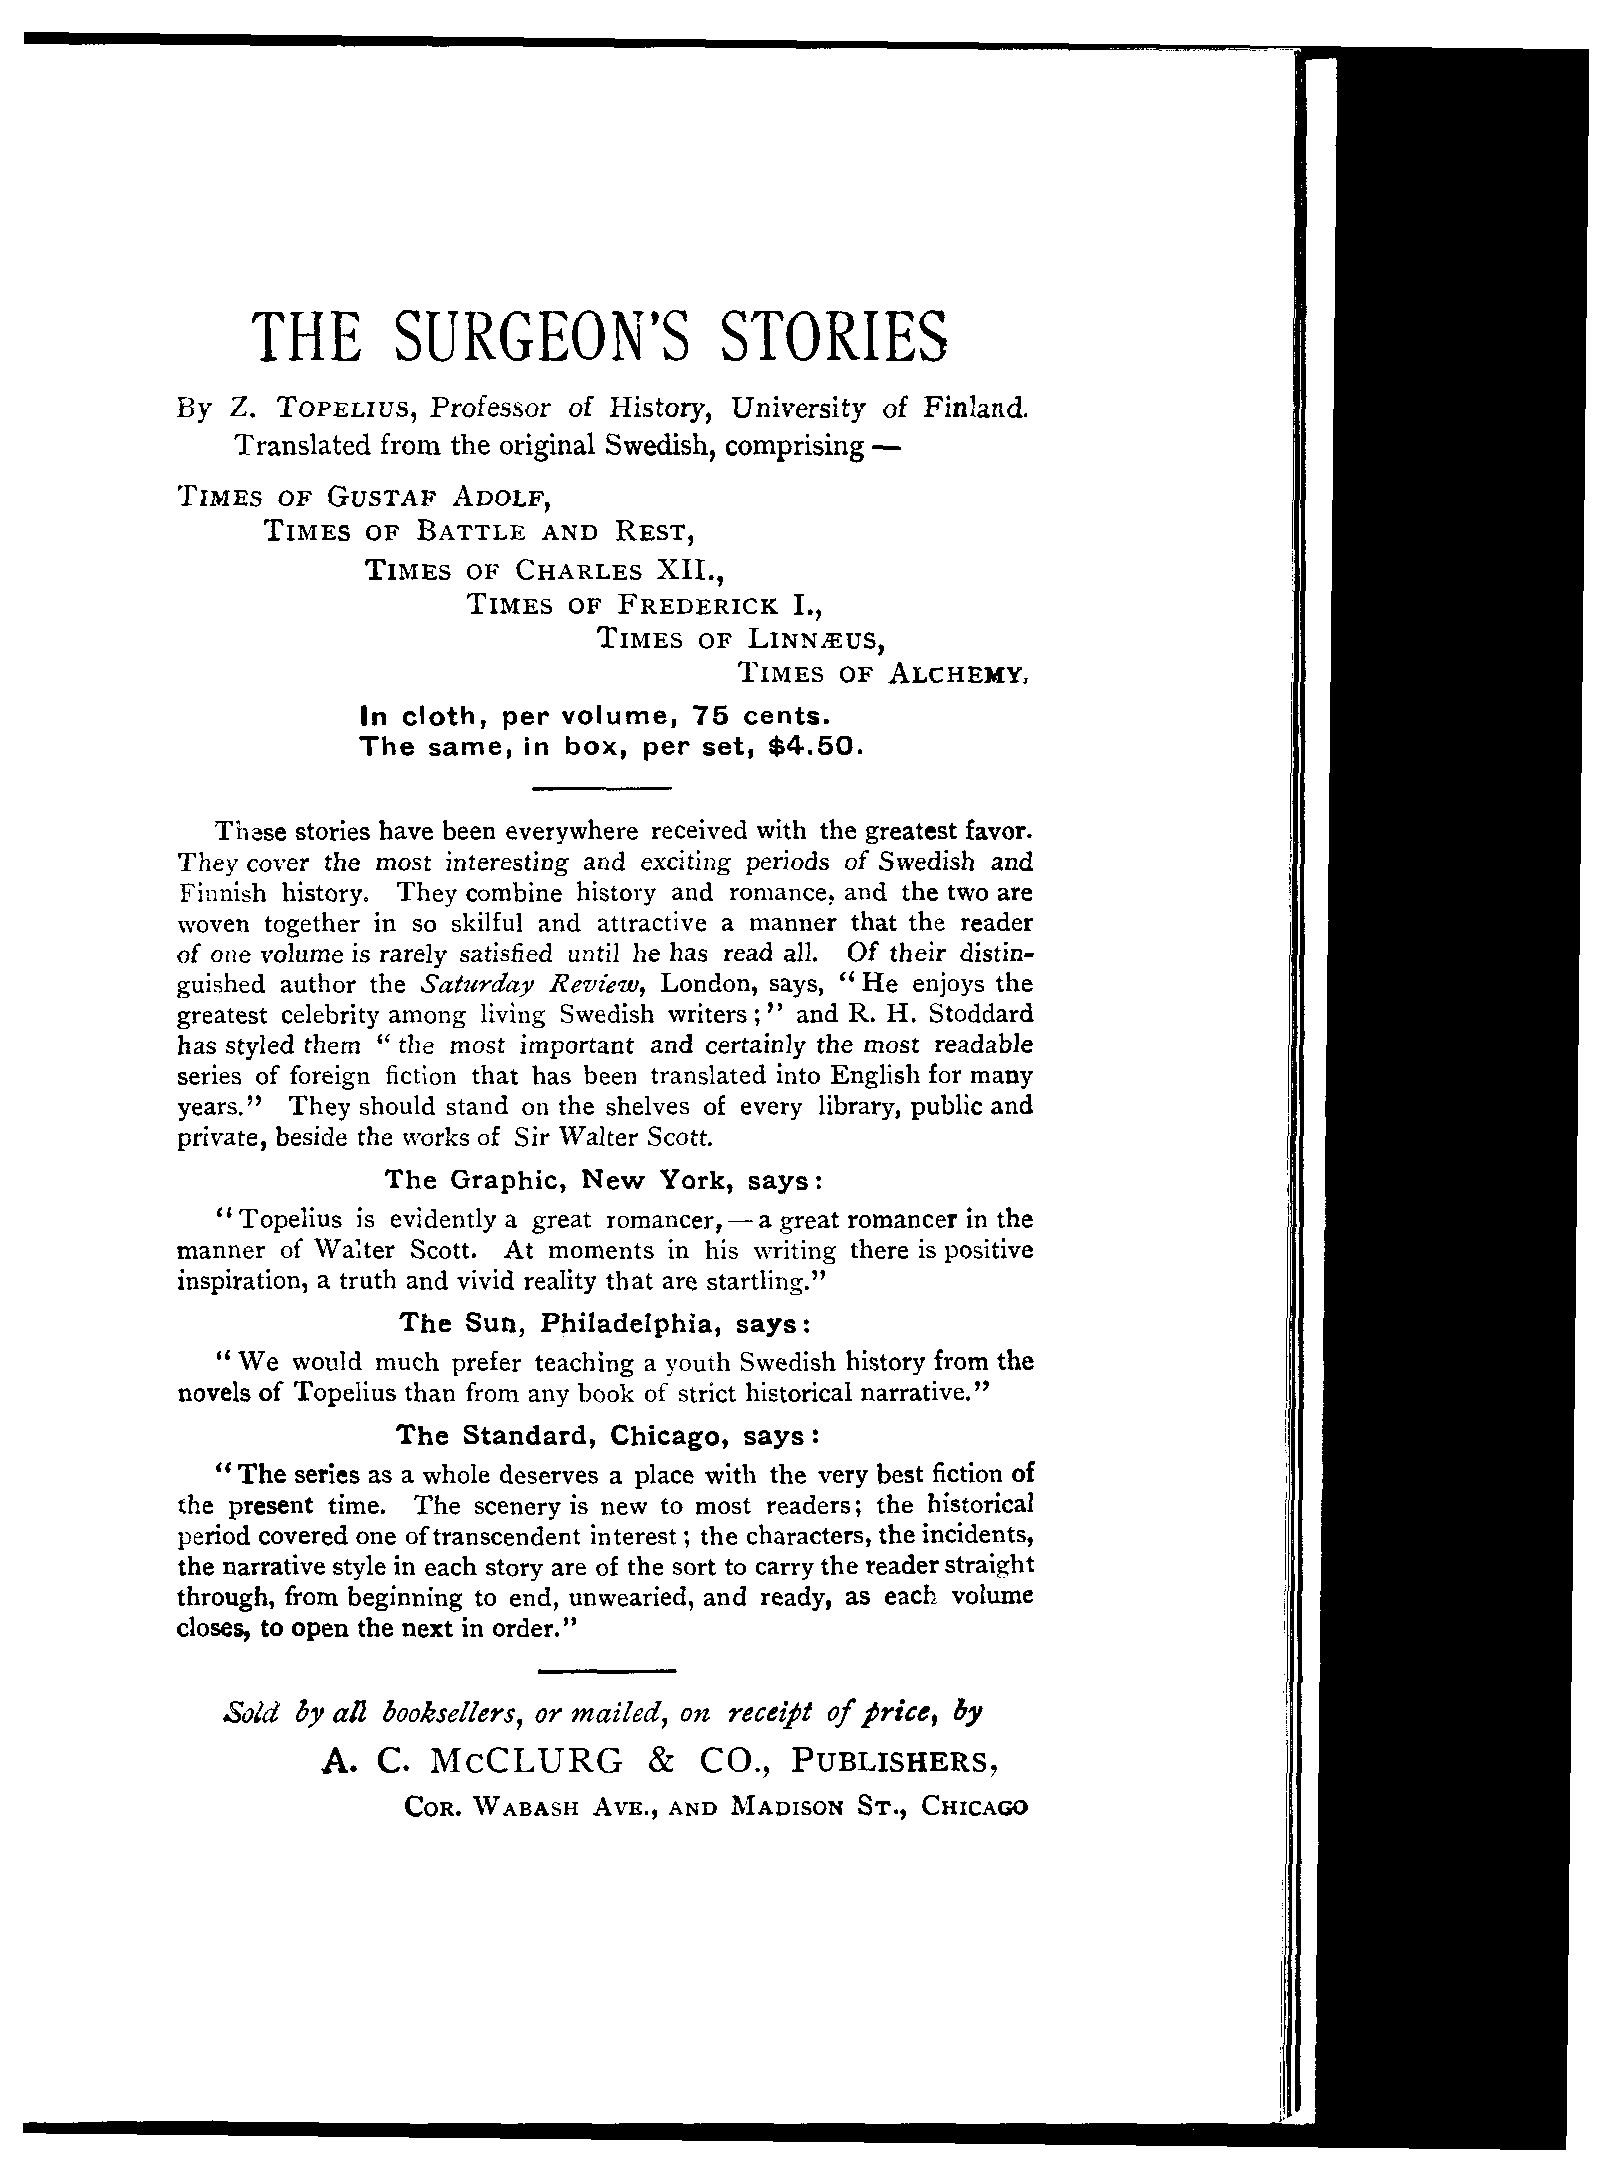 THE SURGEON'S STORIES
By Z. TOPELIUS, Professor of History, University of Finland.
Translated from the original Swedish, comprising —
TIMES OF GUSTAF ADOLF,
TIMES OF BATTLE AND REST,
TIMES OF CHARLES XII.,
TIMES OF FREDERICK I.,
TIMES OF LINNÆUS,
TIMES OF ALCHEMY,
In cloth, per volume, 75 cents.
The same, in box, per set, $4.50.
These stories have been everywhere received with the greatest favor.
They cover the most interesting and exciting periods of Swedish and
Finnish history. They combine history and romance, and the two are
woven together in so skilful and attractive a manner that the reader
of one volume is rarely satisfied until he has read all. Of their distin-
guished author the Saturday Review, London, says, "He enjoys the
greatest celebrity among living Swedish writers;" and R. H. Stoddard
has styled them "the most important and certainly the most readable
series of foreign fiction that has been translated into English for many
years." They should stand on the shelves of every library, public and
private, beside the works of Sir Walter Scott.
The Graphic, New York, says:
"Topelius is evidently a great romancer,—a great romancer in the
manner of Walter Scott. At moments in his writing there is positive
inspiration, a truth and vivid reality that are startling."
The Sun, Philadelphia, says:
"We would much prefer teaching a youth Swedish history from the
novels of Topelius than from any book of strict historical narrative."
The Standard, Chicago, says:
"The series as a whole deserves a place with the very best fiction of
the present time. The scenery is new to most readers; the historical
period covered one of transcendent interest; the characters, the incidents,
the narrative style in each story are of the sort to carry the reader straight
through, from beginning to end, unwearied, and ready, as each volume
closes, to open the next in order."
Sold by all booksellers, or mailed, on receipt of price, by
A. C. McCLURG & CO., PUBLISHERS,
COR. WABASH AVE., AND MADISON ST., CHICAGO